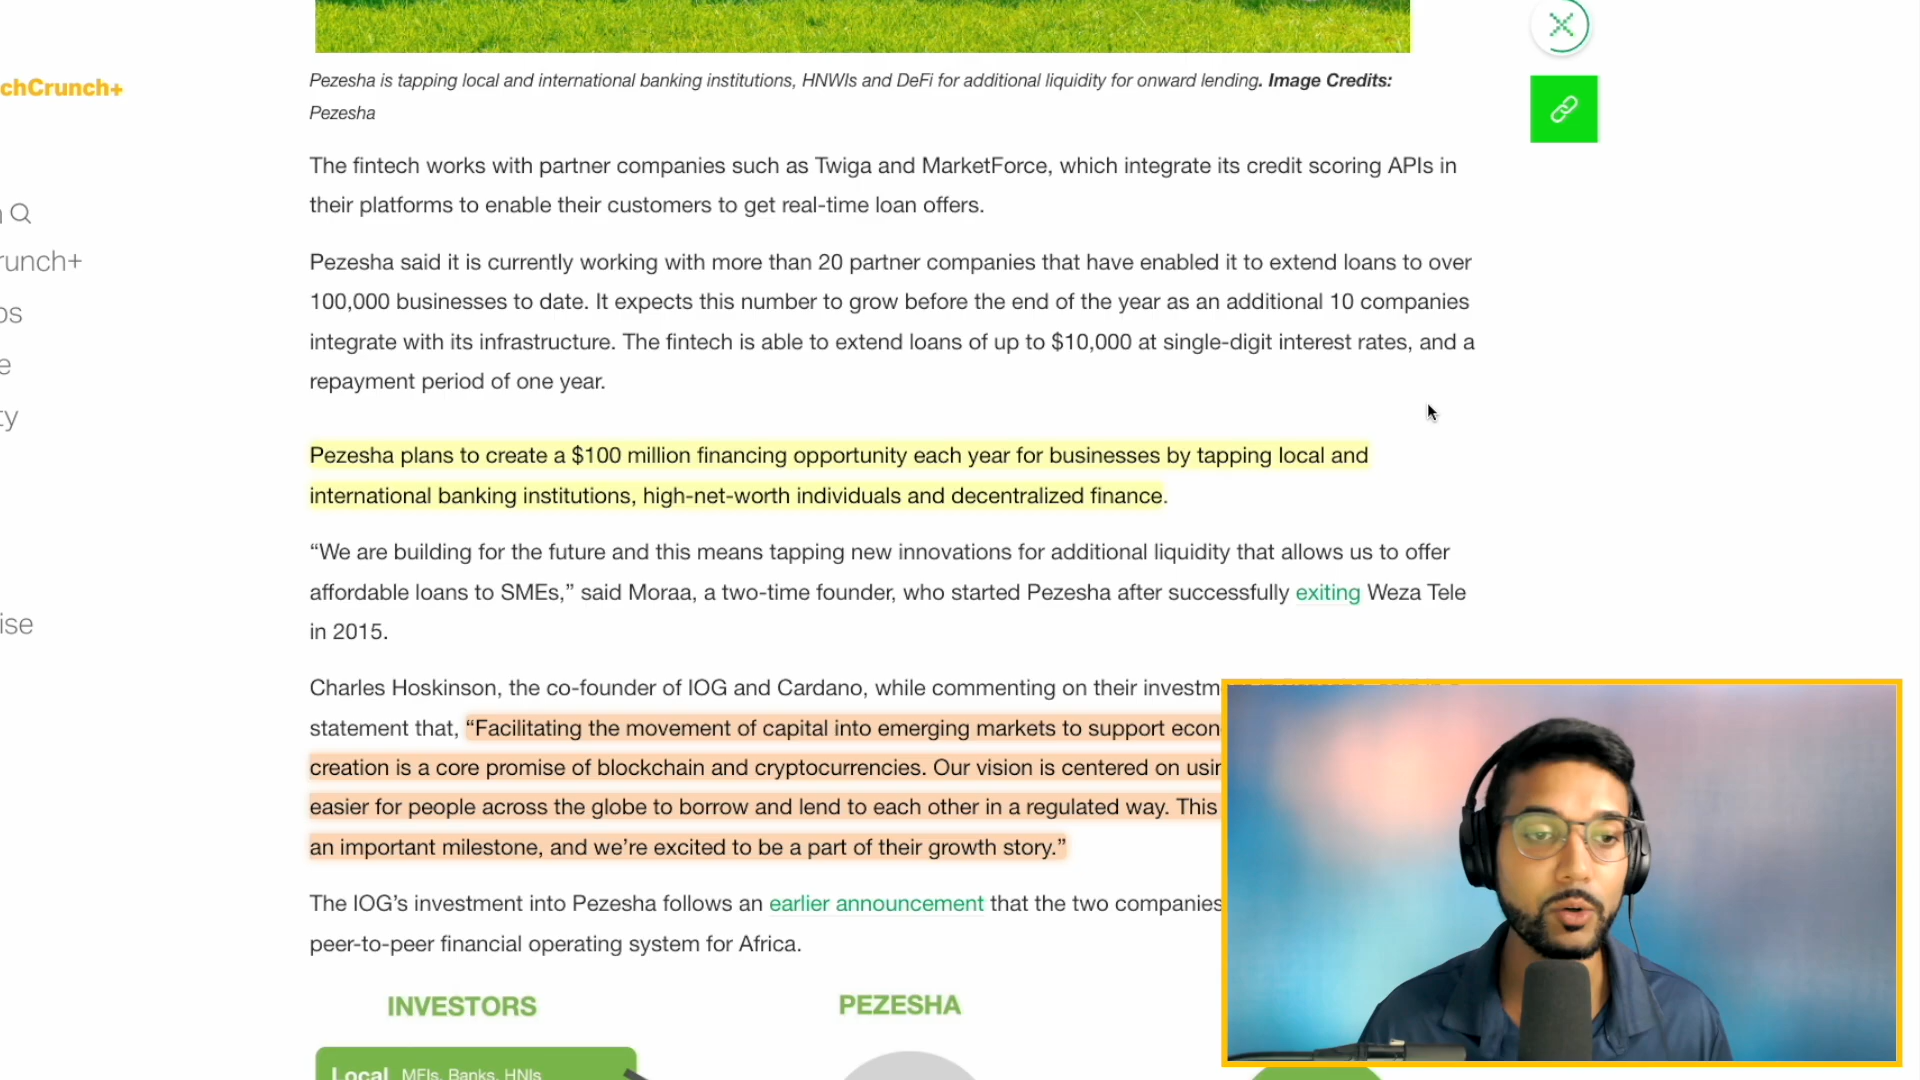 Pezesha is tapping local and international banking institutions, HNWIs and DeFi for additional liquidity for onward lending. Image Credits:
Pezesha
chCrunch+
The fintech works with partner companies such as Twiga and MarketForce, which integrate its credit scoring APIs in
their platforms to enable their customers to get real-time loan offers.
runch+
Pezesha said it is currently working with more than 20 partner companies that have enabled it to extend loans to over
100,000 businesses to date. It expects this number to grow before the end of the year as an additional 10 companies
integrate with its infrastructure. The fintech is able to extend loans of up to $10,000 at single-digit interest rates, and a
repayment period of one year.
Pezesha plans to create a $100 million financing opportunity each year for businesses by tapping local and
international banking institutions, high-net-worth individuals and decentralized finance.
“We are building for the future and this means tapping new innovations for additional liquidity that allows us to offer
affordable loans to SMEs,” said Moraa, a two-time founder, who started Pezesha after successfully exiting Weza Tele
in 2015.
ise
Charles Hoskinson, the co-founder of IOG and Cardano, while commenting on their investm
statement that, “Facilitating the movement of capital into emerging markets to support econ
creation is a core promise of blockchain and cryptocurrencies. Our vision is centered on usin
easier for people across the globe to borrow and lend to each other in a regulated way. This
an important milestone, and we’re excited to be a part of their growth story.”
The IOG’s investment into Pezesha follows an earlier announcement that the two companies
peer-to-peer financial operating system for Africa.
INVESTORS
PEZESHA
Local MFIs, Banks, HNIs